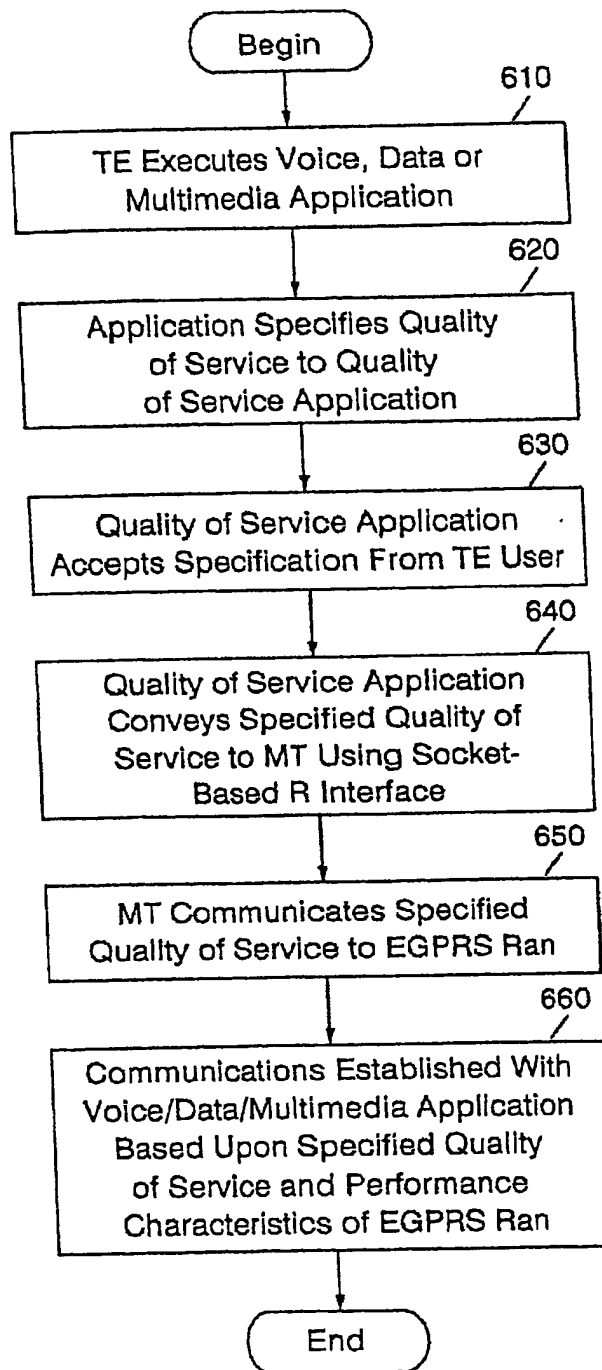 Begin
610
TE Executes Voice, Data or
Multimedia Application
620
Application Specifies Quality
of Service to Quality
of Service Application
630
Quality of Service Application
Accepts Specification From TE User
640
Quality of Service Application
Conveys Specified Quality of
Service to MT Using Socket-
Based R Interface
650
MT Communicates Specified
Quality of Service to EGPRS Ran
660
Communications Established With
Voice/Data/Multimedia Application
Based Upon Specified Quality
of Service and Performance
Characteristics of EGPRS Ran
End